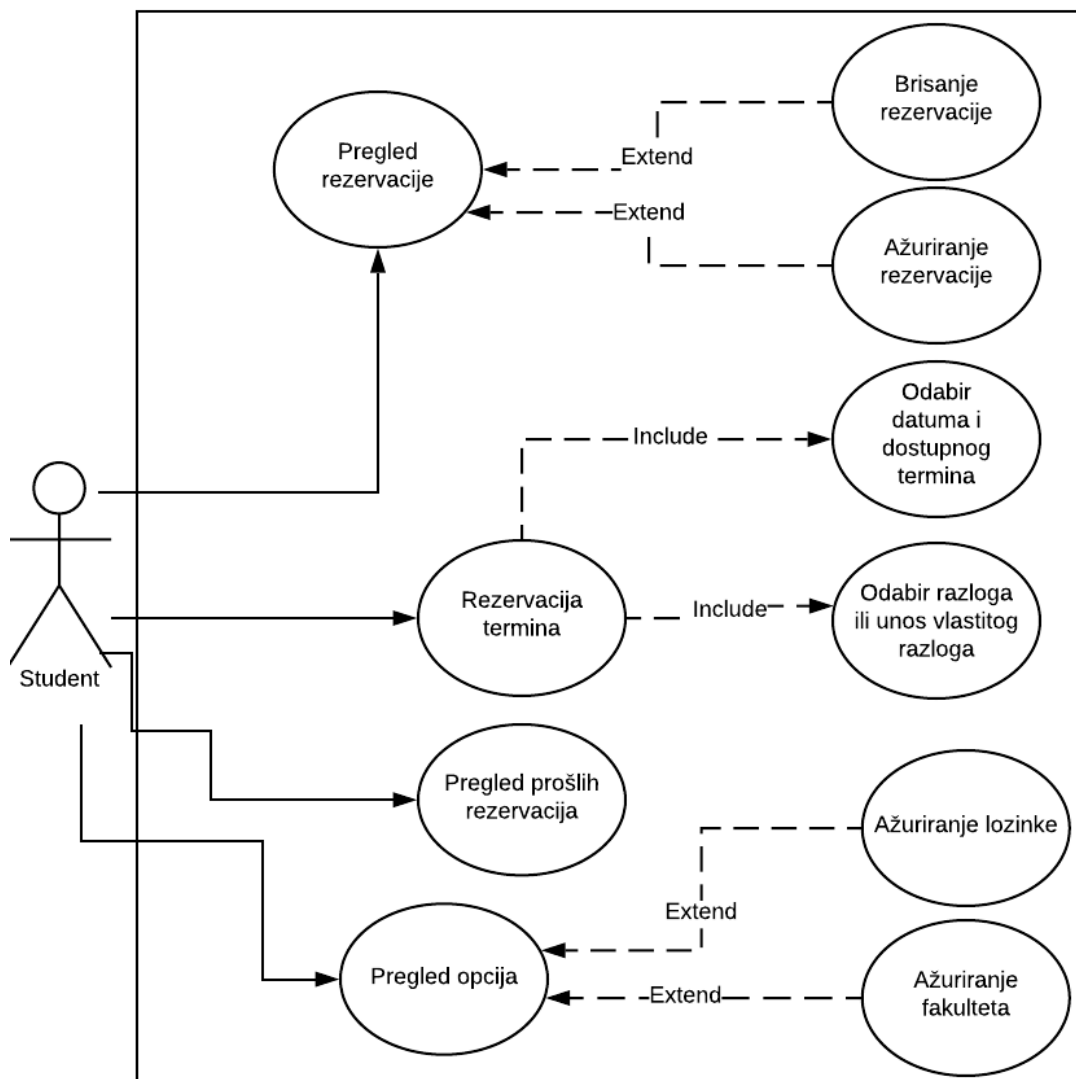 Brisanje
rezervacije
Pregled
rezervacije
Extend
Extend
Ažuriranje
rezervacije
Odabir
datuma i
dostupnog
termina
Include
Rezervacija
termina
Include
Odabir razloga
ili unos vlastitog
razloga
Student
Pregled prošlih
rezervacija
Ažuriranje lozinke
Extend
Pregled opcija
Extend
Ažuriranje
fakulteta